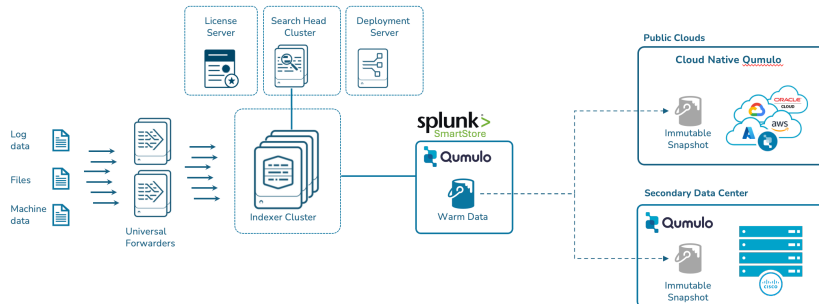 License
Server
Search Head
Cluster
Deployment
Server
Log
data
Files
Machine
data
Universal
Forwarders
Indexer Cluster
splunk>
SmartStore
Qumulo
Warm Data
Public Clouds
Cloud Native Qumulo
Immutable
Snapshot
ORACLE
CLOUD
aws
Secondary Data Center
Qumulo
Immutable
Snapshot
CISCO